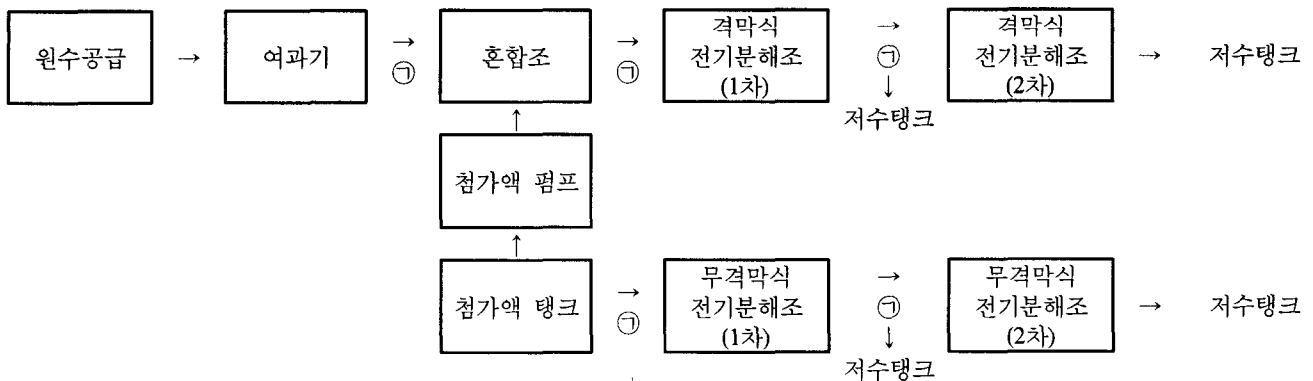 원수공급 → 여과기 → ㉠ 혼합조 → ㉠ 격막식 전기분해조 (1차) → ㉠ ↓ 저수탱크 격막식 전기분해조 (2차) → 저수탱크
↑
첨가액 펌프
↑
첨가액 탱크 → ㉠ 무격막식 전기분해조 (1차) → ㉠ ↓ 저수탱크 무격막식 전기분해조 (2차) → 저수탱크